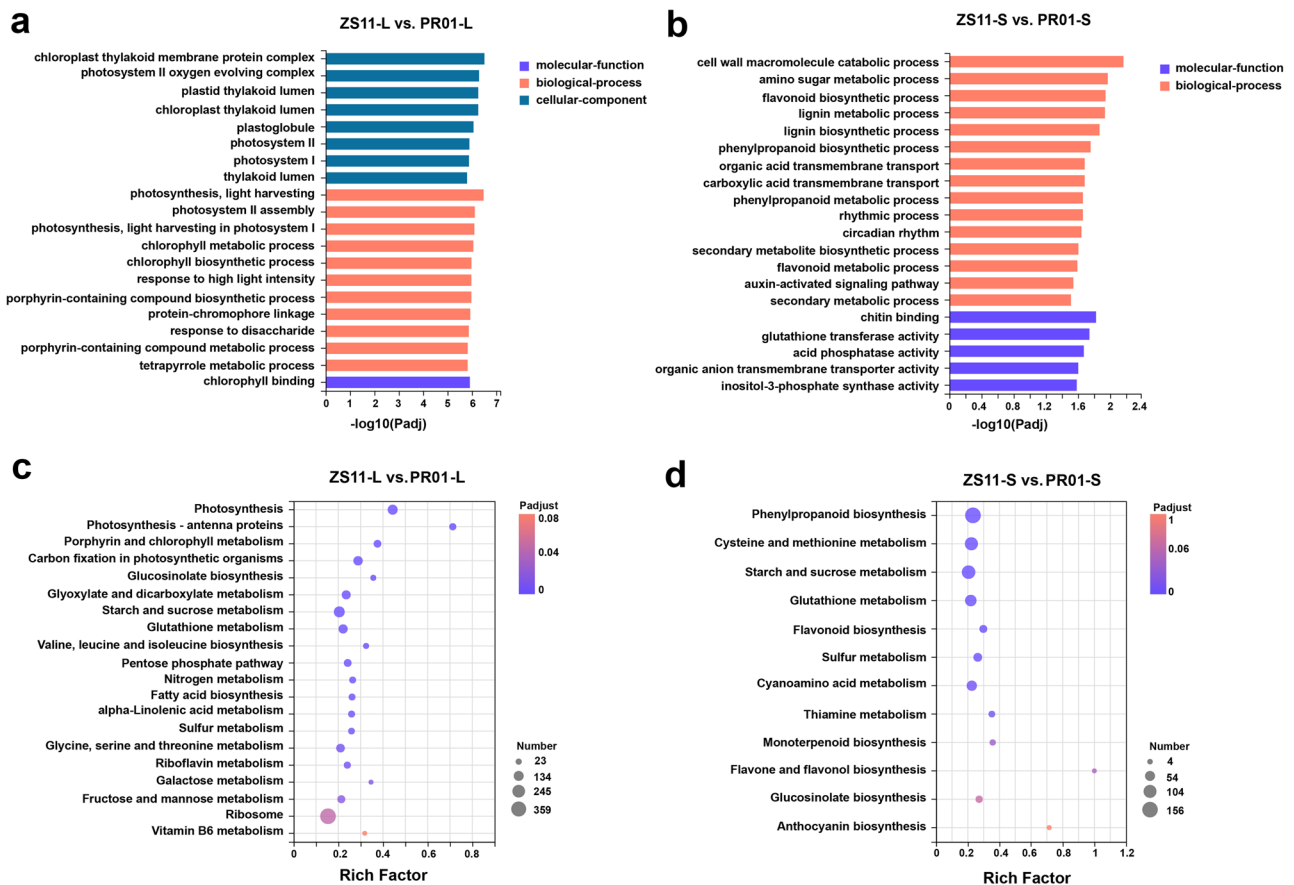 a
ZS11-L vs. PR01-L
chloroplast thylakoid membrane protein complex
photosystem II oxygen evolving complex
plastid thylakoid lumen
chloroplast thylakoid lumen
plastoglobule
photosystem II
photosystem I
thylakoid lumen
photosynthesis, light harvesting
photosystem II assembly
photosynthesis, light harvesting in photosystem I
chlorophyll metabolic process
chlorophyll biosynthetic process
response to high light intensity
porphyrin-containing compound biosynthetic process
protein-chromophore linkage
response to disaccharide
porphyrin-containing compound metabolic process
tetrapyrrole metabolic process
chlorophyll binding
0 1 2 3 4 5 6 7
-log10(Padj)
molecular-function
biological-process
cellular-component
b
ZS11-S vs. PR01-S
cell wall macromolecule catabolic process
amino sugar metabolic process
flavonoid biosynthetic process
lignin metabolic process
lignin biosynthetic process
phenylpropanoid biosynthetic process
organic acid transmembrane transport
carboxylic acid transmembrane transport
phenylpropanoid metabolic process
rhythmic process
circadian rhythm
secondary metabolite biosynthetic process
flavonoid metabolic process
auxin-activated signaling pathway
secondary metabolic process
chitin binding
glutathione transferase activity
acid phosphatase activity
organic anion transmembrane transporter activity
inositol-3-phosphate synthase activity
0 0.4 0.8 1.2 1.6 2 2.4
-log10(Padj)
molecular-function
biological-process
c
ZS11-L vs. PR01-L
Photosynthesis
Photosynthesis - antenna proteins
Porphyrin and chlorophyll metabolism
Carbon fixation in photosynthetic organisms
Glucosinolate biosynthesis
Glyoxylate and dicarboxylate metabolism
Starch and sucrose metabolism
Glutathione metabolism
Valine, leucine and isoleucine biosynthesis
Pentose phosphate pathway
Nitrogen metabolism
Fatty acid biosynthesis
alpha-Linolenic acid metabolism
Sulfur metabolism
Glycine, serine and threonine metabolism
Riboflavin metabolism
Galactose metabolism
Fructose and mannose metabolism
Ribosome
Vitamin B6 metabolism
0 0.2 0.4 0.6 0.8
Rich Factor
Padjust
0.08
0.04
0
Number
23
134
245
359
d
ZS11-S vs. PR01-S
Phenylpropanoid biosynthesis
Cysteine and methionine metabolism
Starch and sucrose metabolism
Glutathione metabolism
Flavonoid biosynthesis
Sulfur metabolism
Cyanoamino acid metabolism
Thiamine metabolism
Monoterpenoid biosynthesis
Flavone and flavonol biosynthesis
Glucosinolate biosynthesis
Anthocyanin biosynthesis
0 0.2 0.4 0.6 0.8 1 1.2
Rich Factor
Padjust
1
0.06
0
Number
4
54
104
156